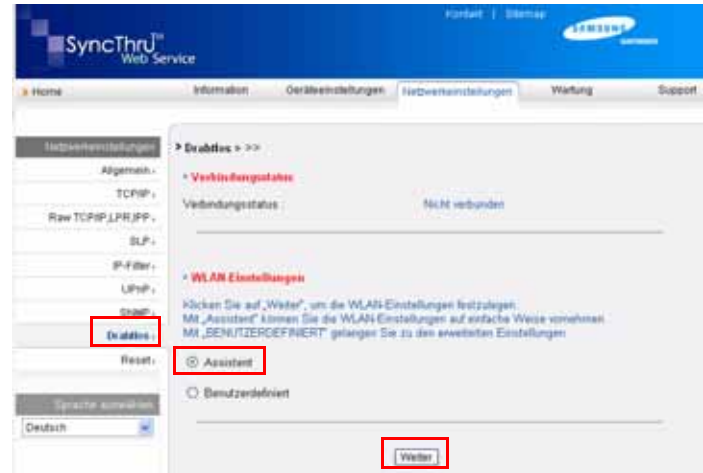 Kontakt | Sitemap
SyncThru™
Web Service
SAMSUNG
Home
Information Geräteeinstellungen Netzwerkeinstellungen Wartung Support
Netzwerkeinstellungen
Drahtlos > >>
Allgemein
Verbindungsstatus
TCP/IP
Verbindungsstatus : Nicht verbunden
Raw TCP/IP,LPR,IPP
SLP
IP-Filter
WLAN-Einstellungen
UPnP
Klicken Sie auf „Weiter", um die WLAN-Einstellungen festzulegen.
SNMP
Mit „Assistent" können Sie die WLAN-Einstellungen auf einfache Weise vornehmen.
Drahtlos
Mit „BENUTZERDEFINIERT" gelangen Sie zu den erweiterten Einstellungen
Reset
Assistent
Benutzerdefiniert
Sprache auswählen
Deutsch
Weiter